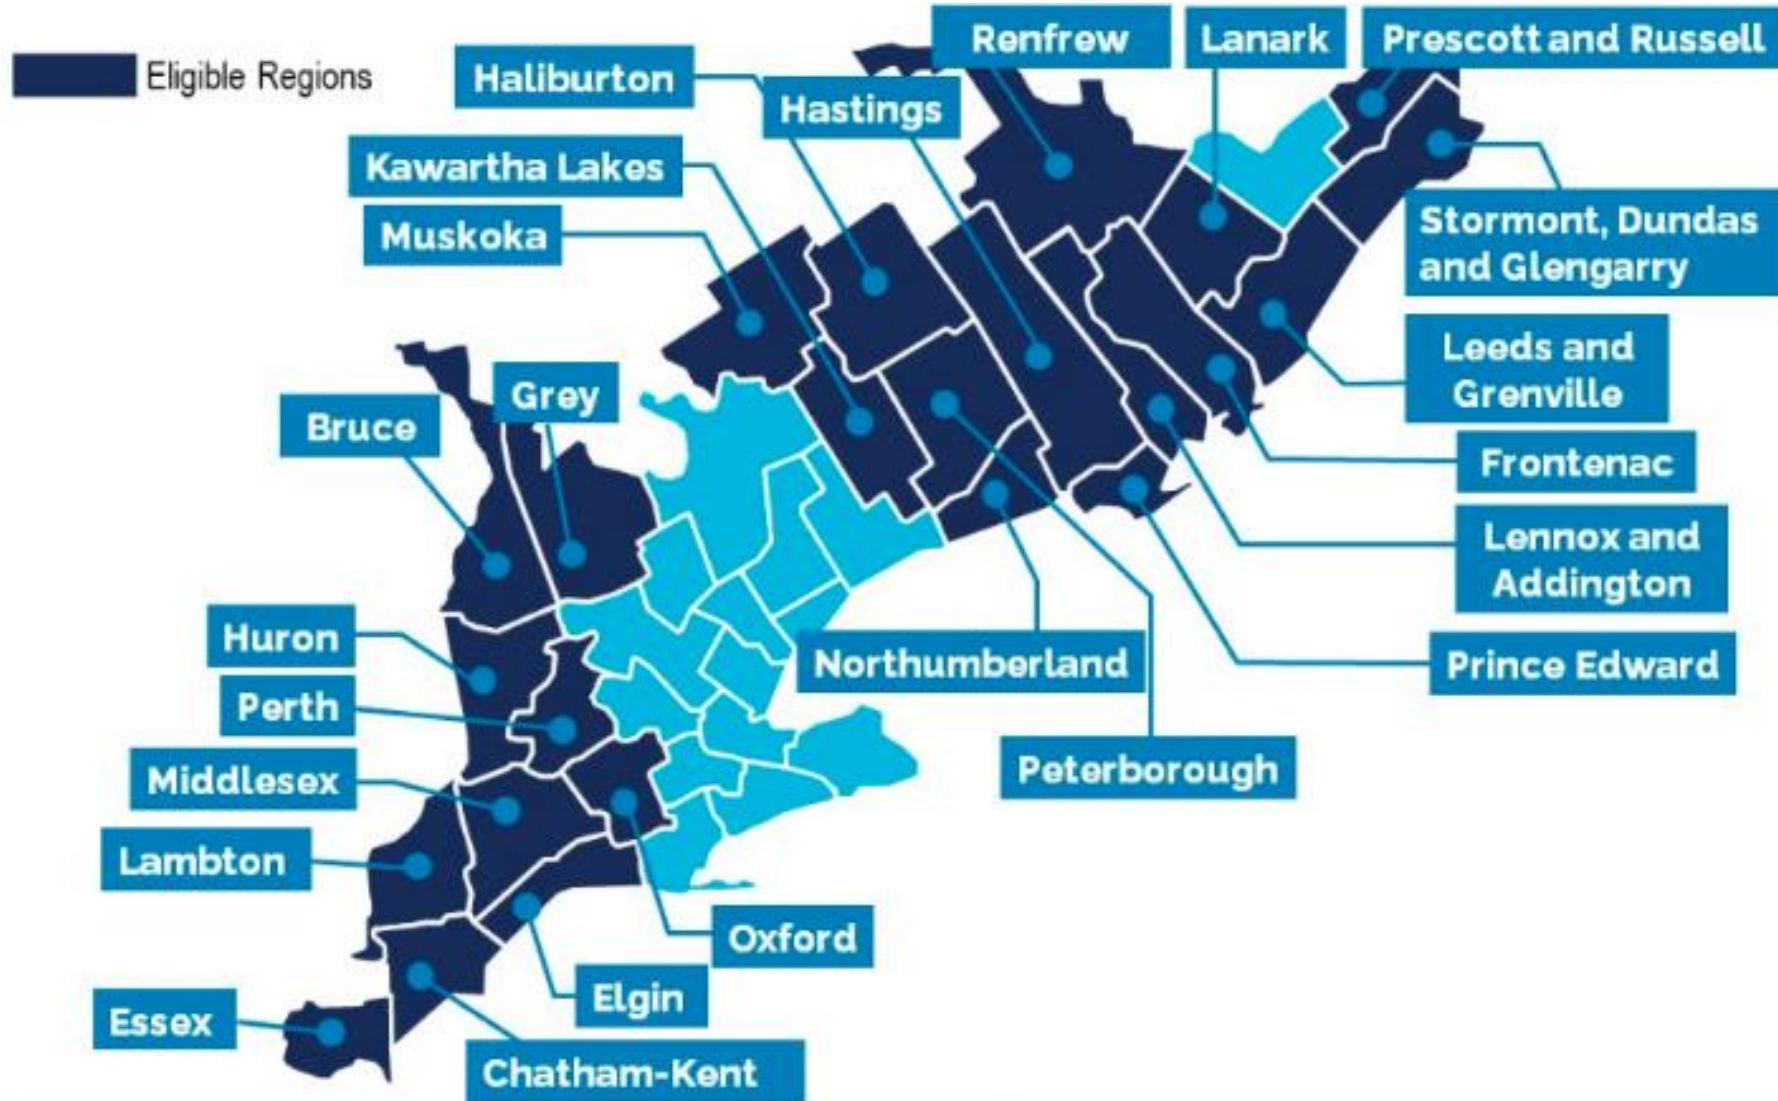 Renfrew
Lanark
Prescott and Russell
Eligible Regions
Haliburton
Hastings
Kawartha Lakes
Muskoka
Stormont, Dundas
and Glengarry
Leeds and
Grenville
Grey
Bruce
Frontenac
Lennox and
Addington
Huron
Northumberland
Prince Edward
Perth
Peterborough
Middlesex
Lambton
Oxford
Elgin
Essex
Chatham-Kent